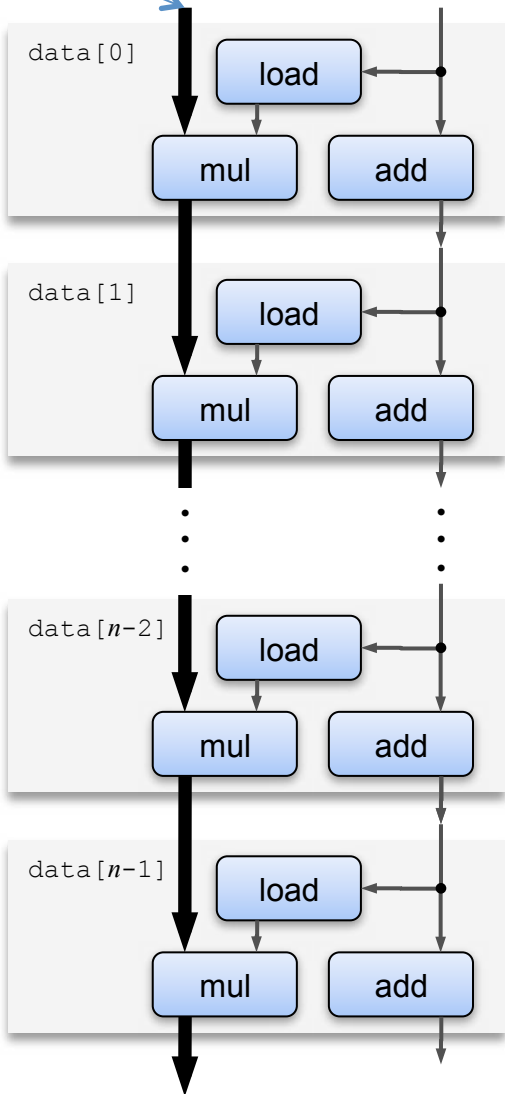 data[0]
load
mul add
data[1]
load
mul add
data[n-2]
load
mul add
data[n-1]
load
mul add